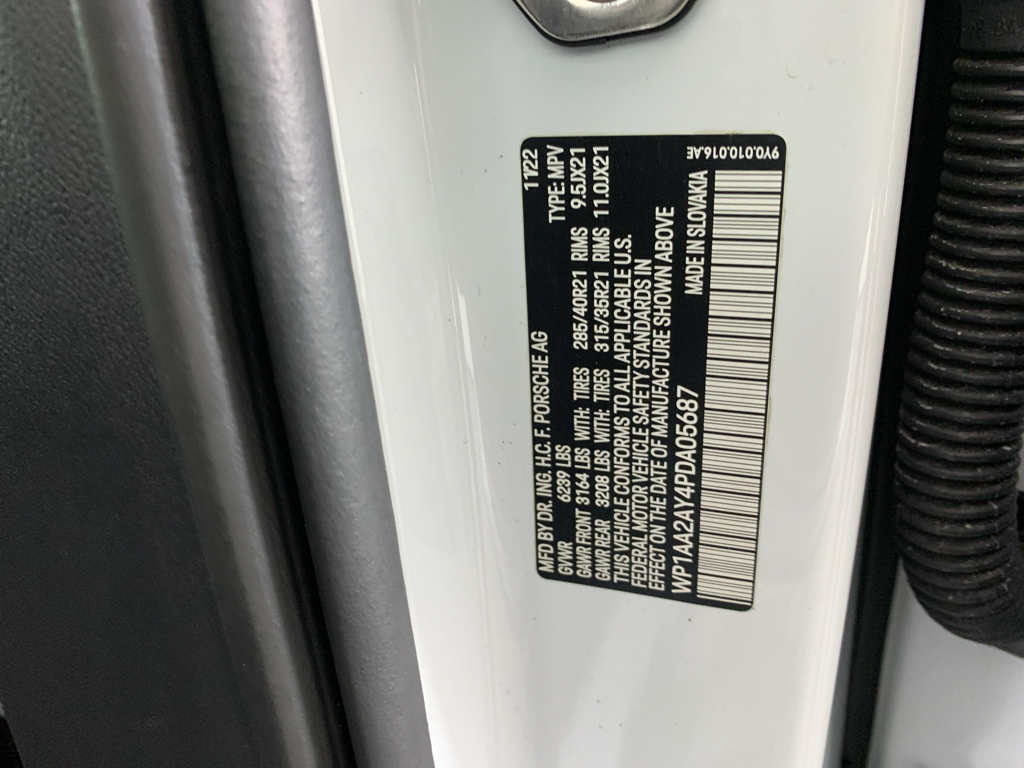 MFD BY DR. ING. H.C. F. PORSCHE AG 11/22
GVWR 6239 LBS TYPE: MPV
GAWR FRONT 3164 LBS WITH: TIRES 285/40R21 RIMS 9.5JX21
GAWR REAR 3208 LBS WITH: TIRES 315/35R21 RIMS 11.0JX21
THIS VEHICLE CONFORMS TO ALL APPLICABLE U.S.
FEDERAL MOTOR VEHICLE SAFETY STANDARDS IN
EFFECT ON THE DATE OF MANUFACTURE SHOWN ABOVE
WP1AA2AY4PDA05687 MADE IN SLOVAKIA
9Y0.010.016.AE